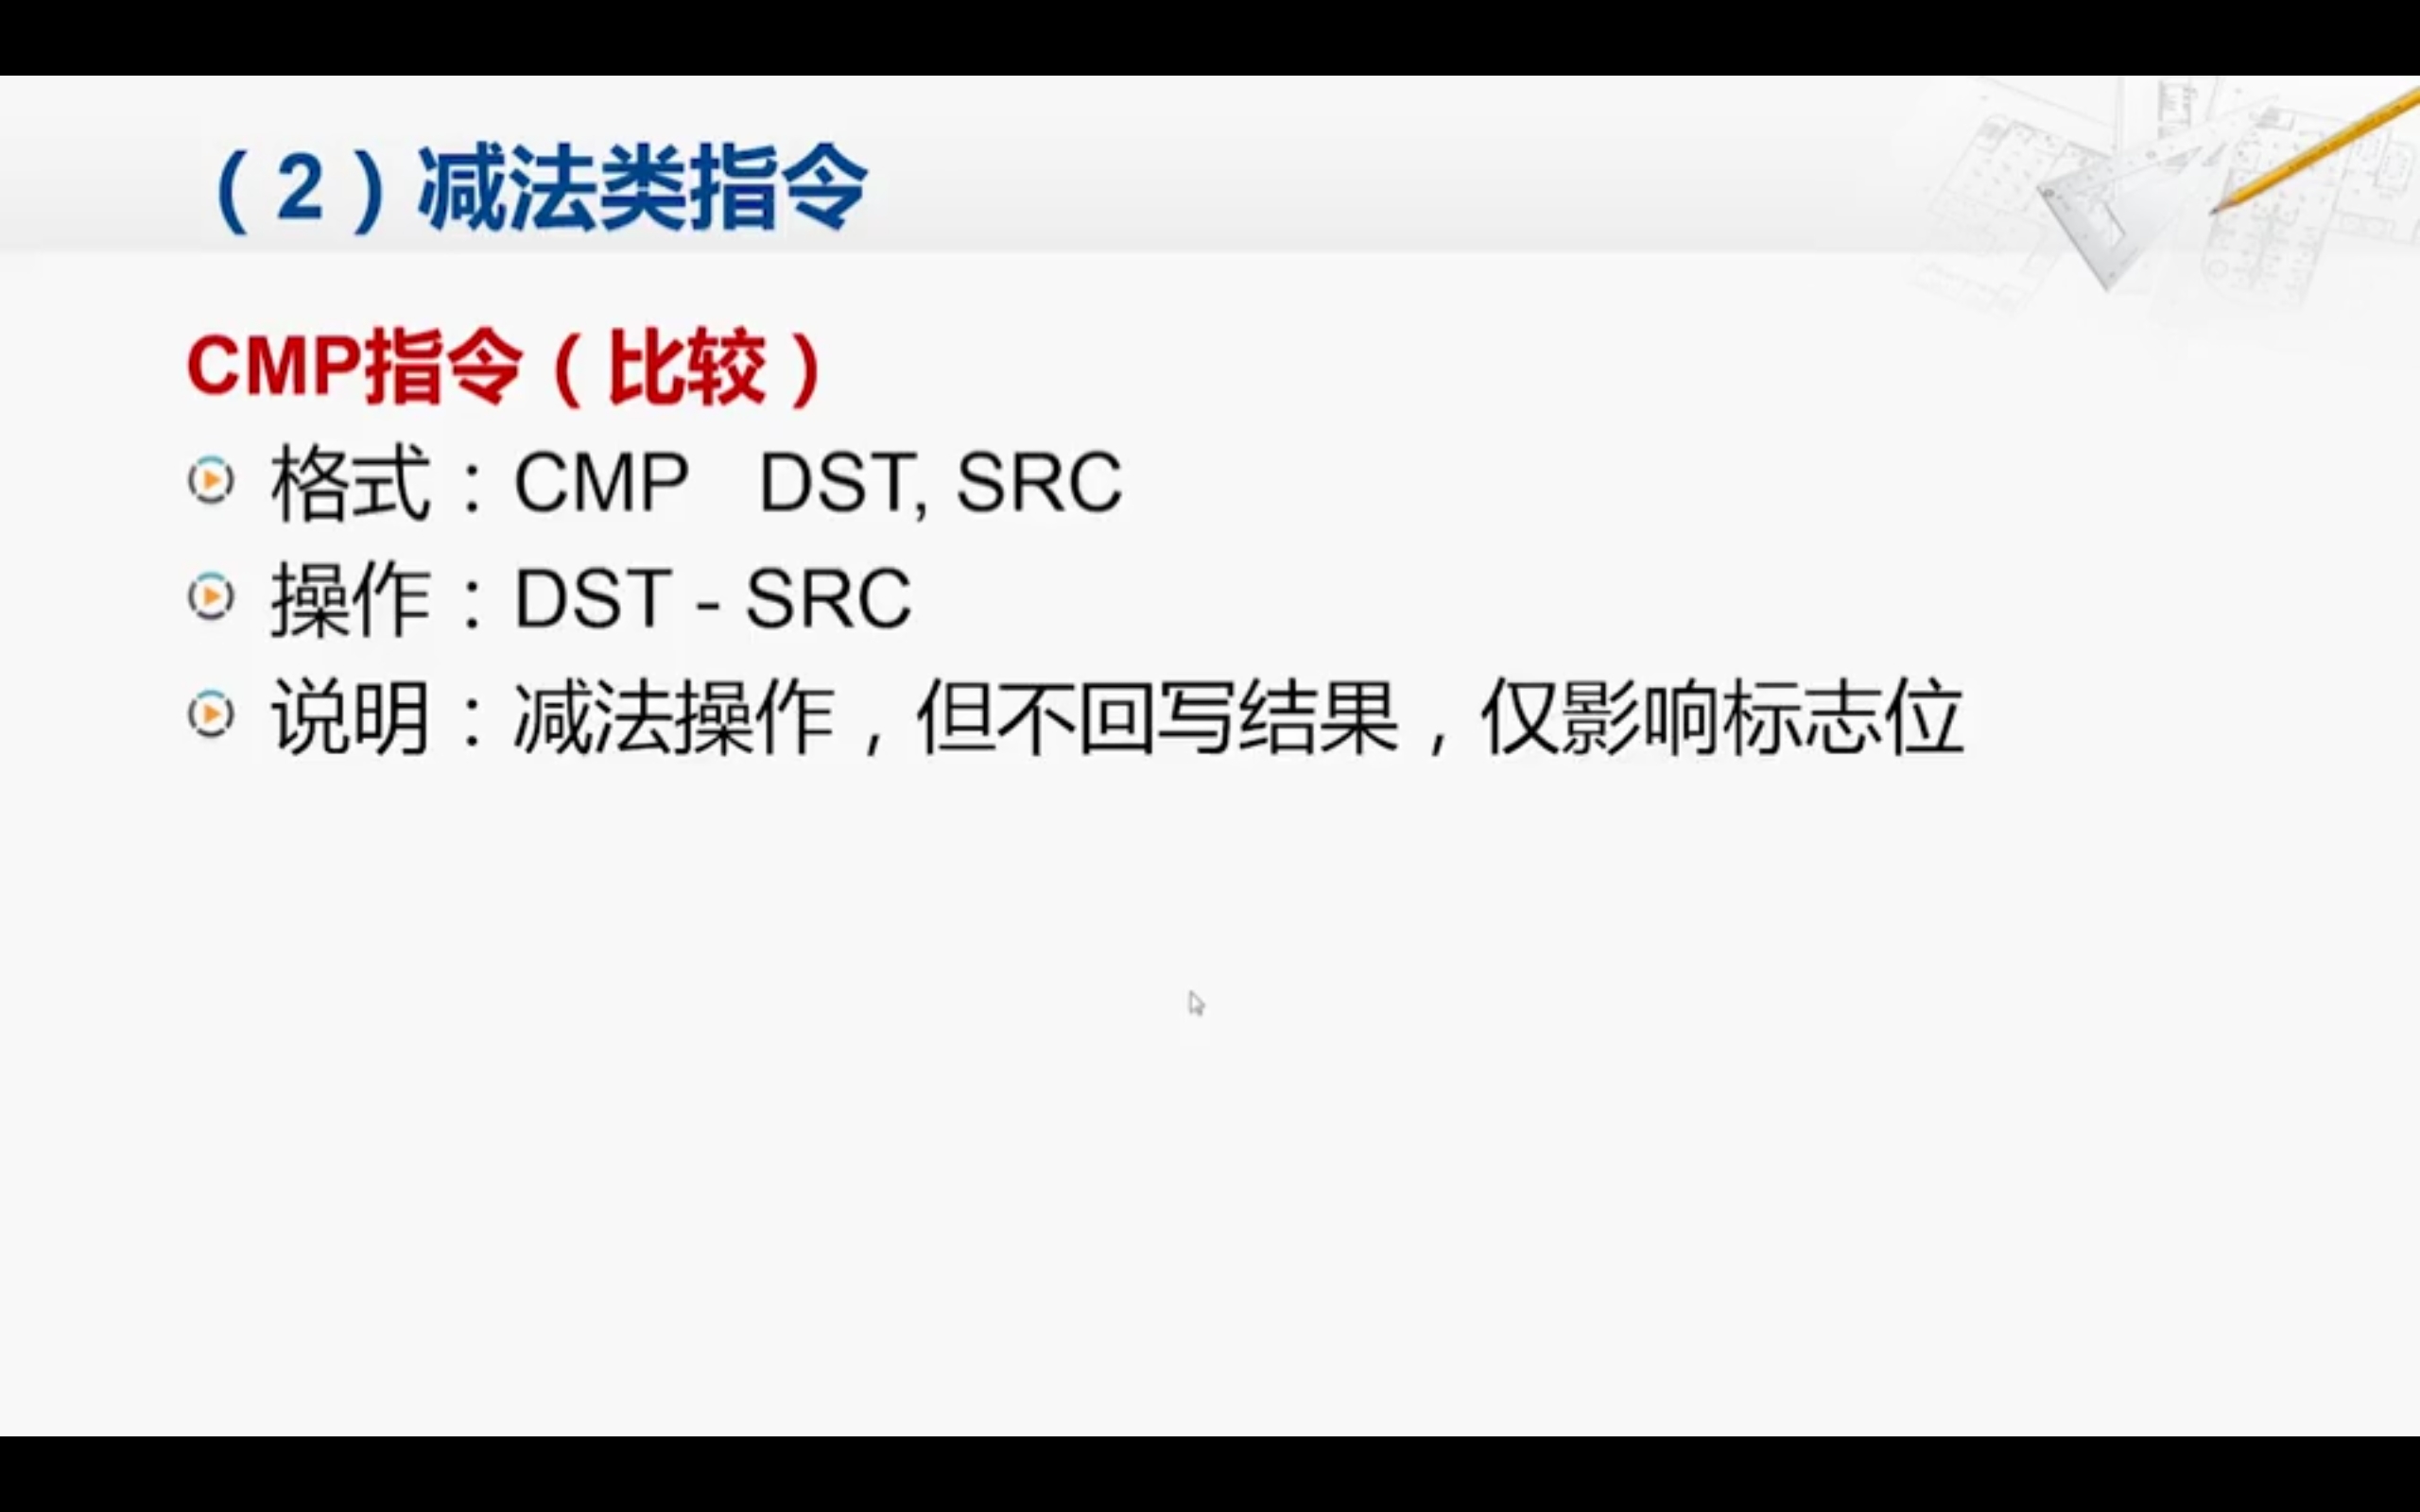 （2）减法类指令
CMP指令（比较）
格式：CMP DST, SRC
操作：DST - SRC
说明：减法操作，但不回写结果，仅影响标志位